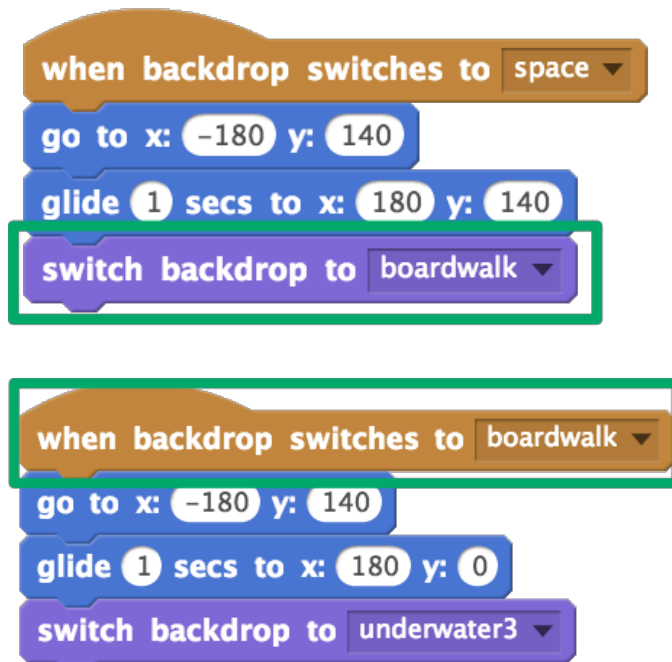 when backdrop switches to space
go to x: -180 y: 140
glide 1 secs to x: 180 y: 140
switch backdrop to boardwalk
when backdrop switches to boardwalk
go to x: -180 y: 140
glide 1 secs to x: 180 y: 0
switch backdrop to underwater3